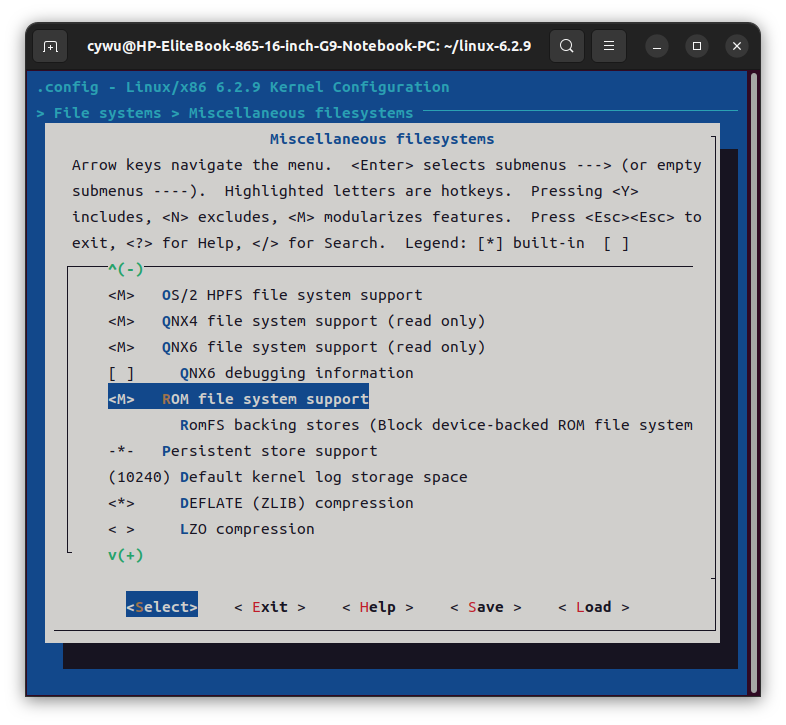 cywu@HP-EliteBook-865-16-inch-G9-Notebook-PC: ~/linux-6.2.9
.config - Linux/x86 6.2.9 Kernel Configuration
> File systems > Miscellaneous filesystems
Miscellaneous filesystems
Arrow keys navigate the menu.  <Enter> selects submenus ---> (or empty
submenus ----).  Highlighted letters are hotkeys.  Pressing <Y>
includes, <N> excludes, <M> modularizes features.  Press <Esc><Esc> to
exit, <?> for Help, </> for Search.  Legend: [*] built-in  [ ]
^(-)
<M>   OS/2 HPFS file system support
<M>   QNX4 file system support (read only)
<M>   QNX6 file system support (read only)
[ ]     QNX6 debugging information
<M>   ROM file system support
RomFS backing stores (Block device-backed ROM file system
-*-   Persistent store support
(10240) Default kernel log storage space
<*>     DEFLATE (ZLIB) compression
< >     LZO compression
v(+)
<Select>    < Exit >    < Help >    < Save >    < Load >